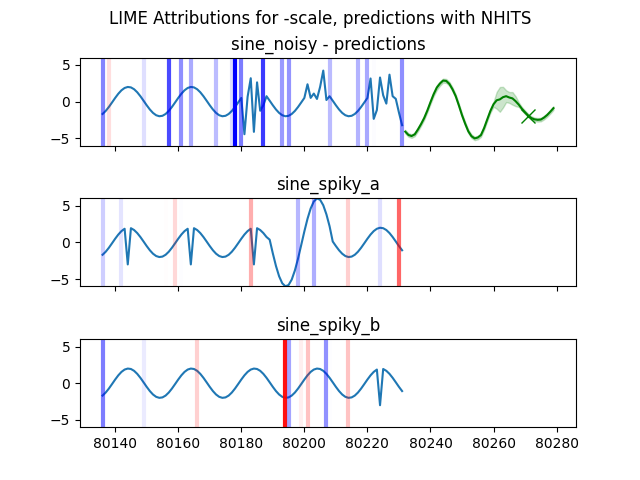 LIME Attributions for -scale, predictions with NHITS
sine_noisy - predictions
5
0
−5
sine_spiky_a
5
0
−5
sine_spiky_b
5
0
−5
80140 80160 80180 80200 80220 80240 80260 80280